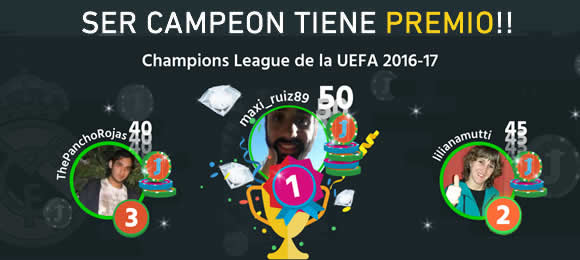 SER CAMPEON TIENE PREMIO!!
Champions League de la UEFA 2016-17
ThePanchoRojas
40
J
3
maxi_ruiz89
50
J
1
lilianamutti
45
J
2